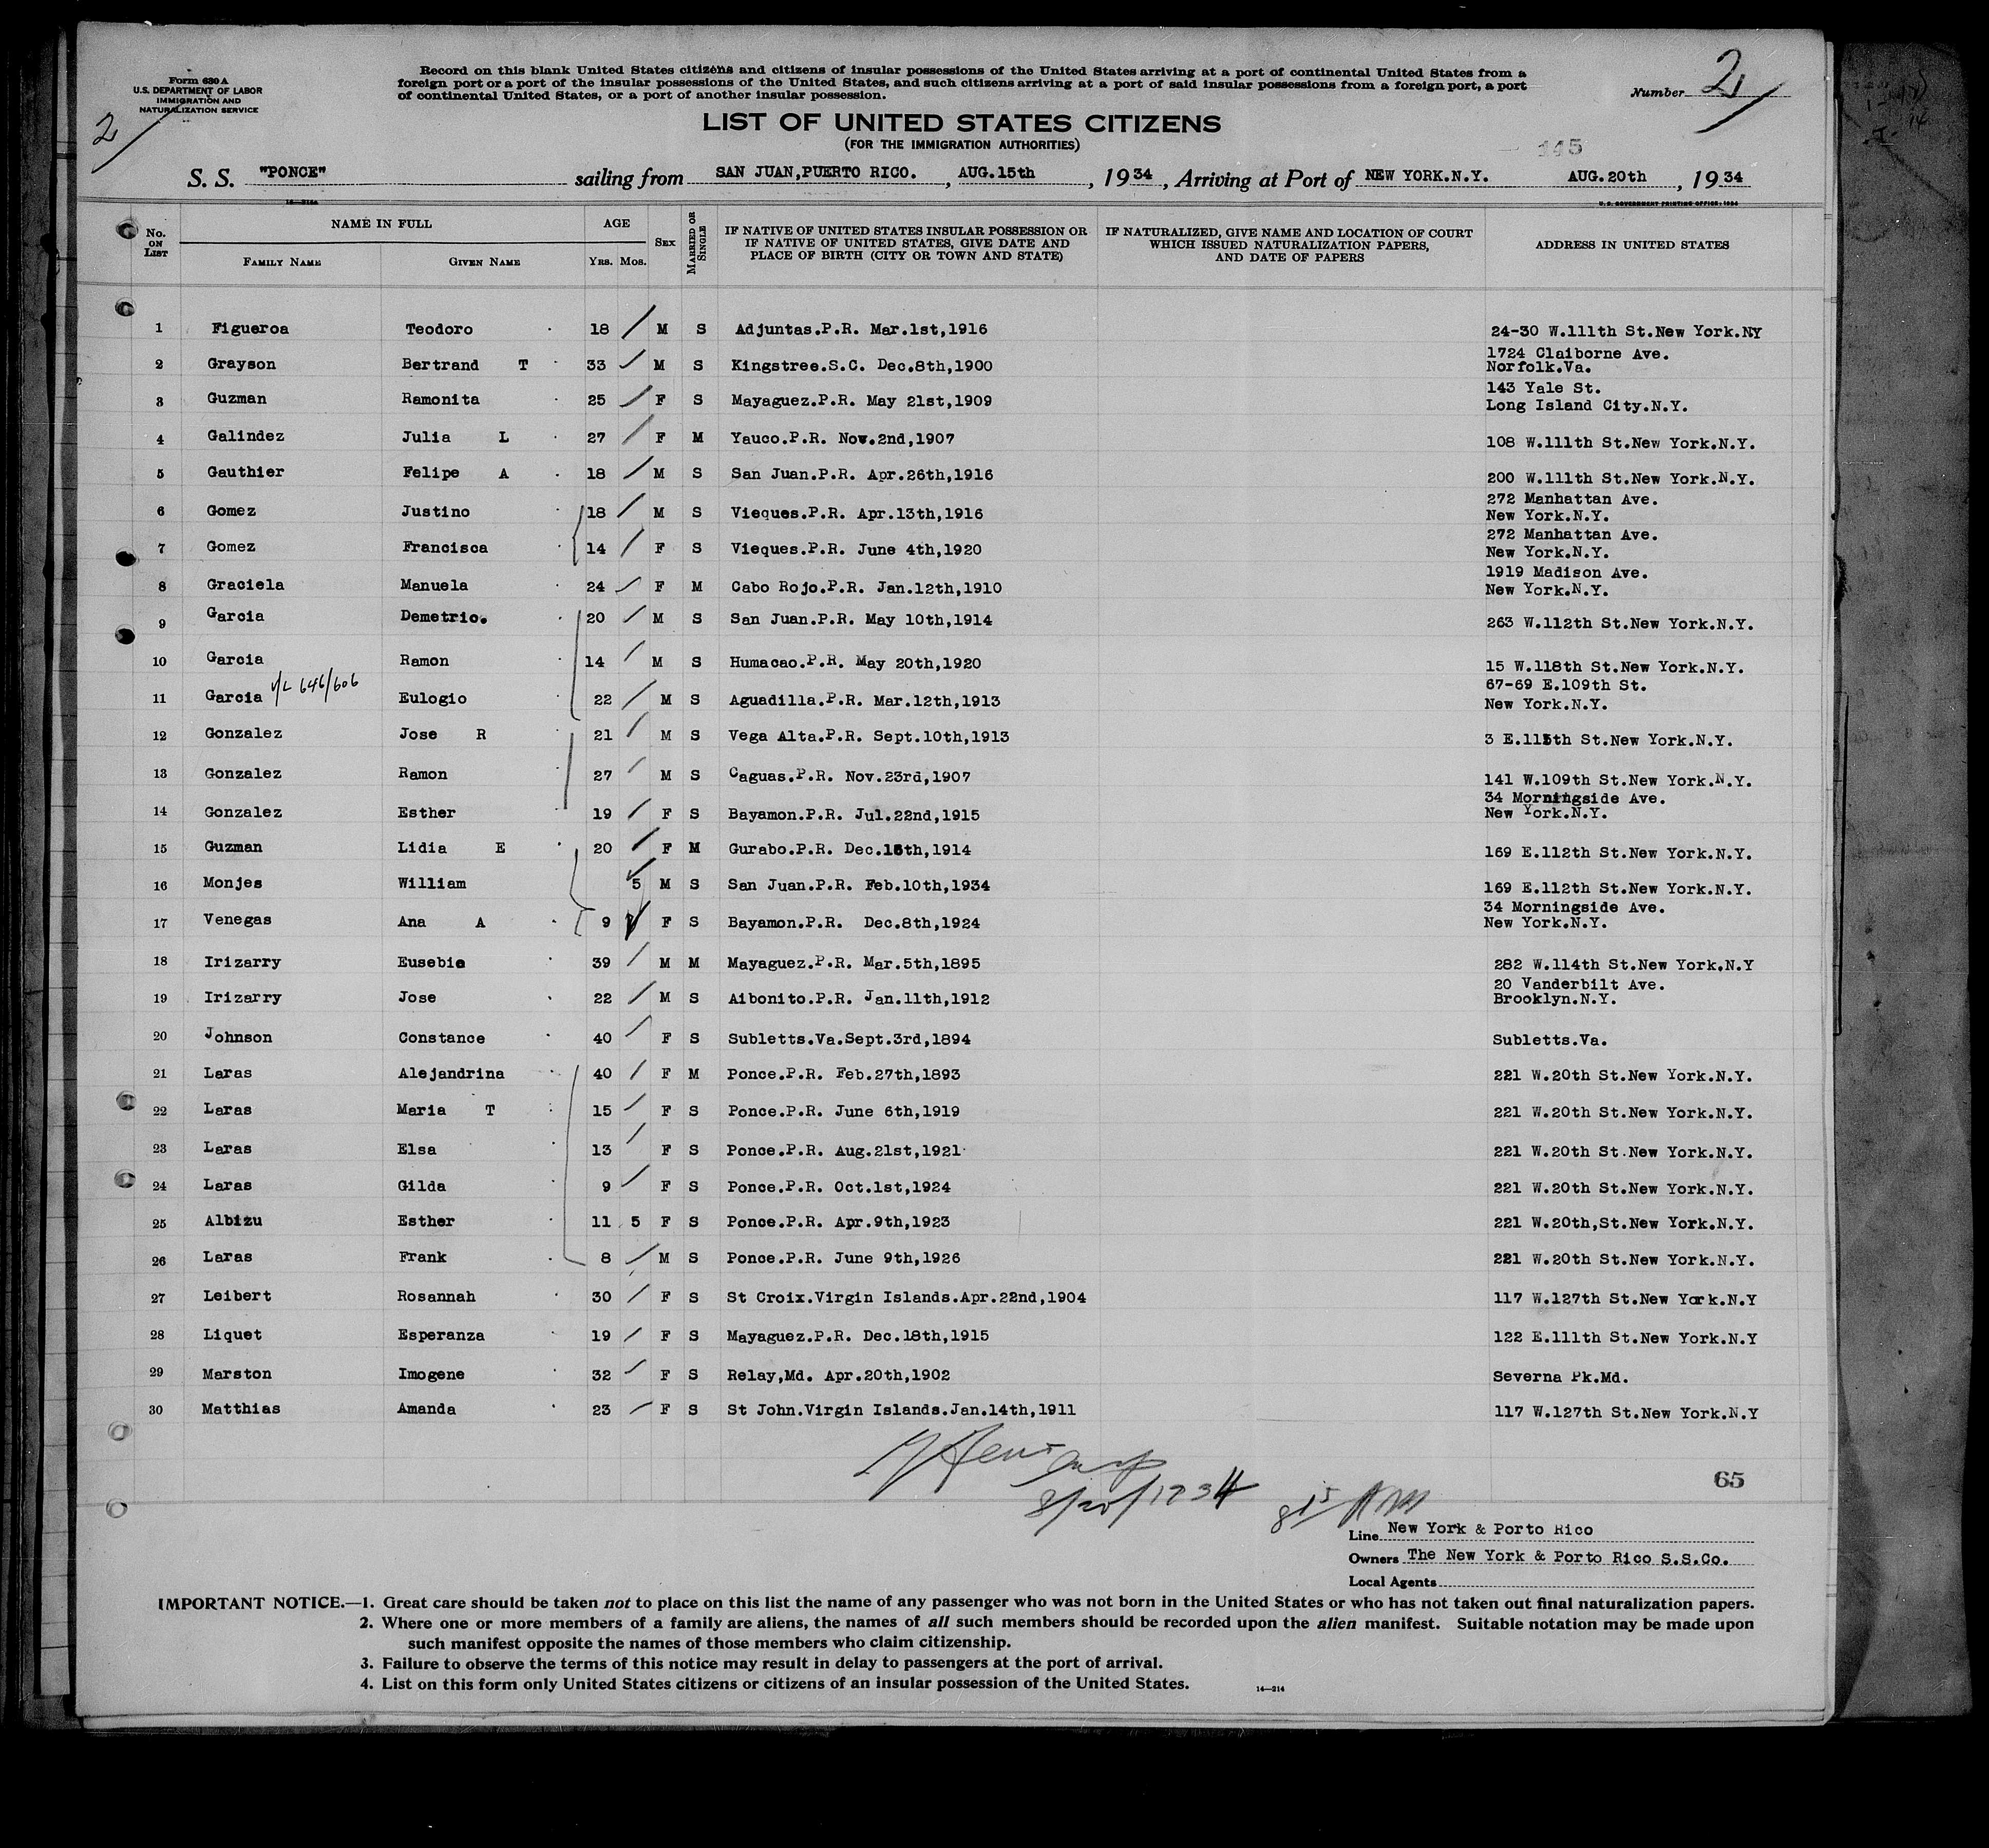 Form 630 A
U.S. DEPARTMENT OF LABOR
IMMIGRATION AND
NATURALIZATION SERVICE
2
Record on this blank United States citizens and citizens of insular possessions of the United States arriving at a port of continental United States from a
foreign port or a port of the insular possessions of the United States, and such citizens arriving at a port of said insular possessions from a foreign port, a port
of continental United States, or a port of another insular possession.
Number 2
LIST OF UNITED STATES CITIZENS
(FOR THE IMMIGRATION AUTHORITIES)
145
S. S. "PONCE" sailing from SAN JUAN,PUERTO RICO. , AUG.15th , 1934 , Arriving at Port of NEW YORK.N.Y. AUG.20th , 1934
U.S. GOVERNMENT PRINTING OFFICE: 1934
No. ON LIST NAME IN FULL FAMILY NAME GIVEN NAME AGE YRS. MOS. SEX MARRIED OR SINGLE IF NATIVE OF UNITED STATES INSULAR POSSESSION OR IF NATIVE OF UNITED STATES, GIVE DATE AND PLACE OF BIRTH (CITY OR TOWN AND STATE) IF NATURALIZED, GIVE NAME AND LOCATION OF COURT WHICH ISSUED NATURALIZATION PAPERS, AND DATE OF PAPERS ADDRESS IN UNITED STATES
1 Figueroa Teodoro 18 M S Adjuntas.P.R. Mar.1st,1916 24-30 W.111th St.New York.NY
2 Grayson Bertrand T 33 M S Kingstree.S.C. Dec.8th,1900 1724 Claiborne Ave. Norfolk.Va.
3 Guzman Ramonita 25 F S Mayaguez.P.R. May 21st,1909 143 Yale St. Long Island City.N.Y.
4 Galindez Julia L 27 F M Yauco.P.R. Nov.2nd,1907 108 W.111th St.New York.N.Y.
5 Gauthier Felipe A 18 M S San Juan.P.R. Apr.26th,1916 200 W.111th St.New York.N.Y.
6 Gomez Justino 18 M S Vieques.P.R. Apr.13th,1916 272 Manhattan Ave. New York.N.Y.
7 Gomez Francisca 14 F S Vieques.P.R. June 4th,1920 272 Manhattan Ave. New York.N.Y.
8 Graciela Manuela 24 F M Cabo Rojo.P.R. Jan.12th,1910 1919 Madison Ave. New York.N.Y.
9 Garcia Demetrio. 20 M S San Juan.P.R. May 10th,1914 263 W.112th St.New York.N.Y.
10 Garcia Ramon 14 M S Humacao.P.R. May 20th,1920 15 W.118th St.New York.N.Y.
11 Garcia V/L 646/606 Eulogio 22 M S Aguadilla.P.R. Mar.12th,1913 67-69 E.109th St. New York.N.Y.
12 Gonzalez Jose R 21 M S Vega Alta.P.R. Sept.10th,1913 3 E.115th St.New York.N.Y.
13 Gonzalez Ramon 27 M S Caguas.P.R. Nov.23rd,1907 141 W.109th St.New York.N.Y.
14 Gonzalez Esther 19 F S Bayamon.P.R. Jul.22nd,1915 34 Morningside Ave. New York.N.Y.
15 Guzman Lidia E 20 F M Gurabo.P.R. Dec.15th,1914 169 E.112th St.New York.N.Y.
16 Monjes William 5 M S San Juan.P.R. Feb.10th,1934 169 E.112th St.New York.N.Y.
17 Venegas Ana A 9 F S Bayamon.P.R. Dec.8th,1924 34 Morningside Ave. New York.N.Y.
18 Irizarry Eusebio 39 M M Mayaguez.P.R. Mar.5th,1895 282 W.114th St.New York.N.Y
19 Irizarry Jose 22 M S Aibonito.P.R. Jan.11th,1912 20 Vanderbilt Ave. Brooklyn.N.Y.
20 Johnson Constance 40 F S Subletts.Va.Sept.3rd,1894 Subletts.Va.
21 Laras Alejandrina 40 F M Ponce.P.R. Feb.27th,1893 221 W.20th St.New York.N.Y.
22 Laras Maria T 15 F S Ponce.P.R. June 6th,1919 221 W.20th St.New York.N.Y.
23 Laras Elsa 13 F S Ponce.P.R. Aug.21st,1921 221 W.20th St.New York.N.Y.
24 Laras Gilda 9 F S Ponce.P.R. Oct.1st,1924 221 W.20th St.New York.N.Y.
25 Albizu Esther 11 5 F S Ponce.P.R. Apr.9th,1923 221 W.20th,St.New York.N.Y.
26 Laras Frank 8 M S Ponce.P.R. June 9th,1926 221 W.20th St.New York.N.Y.
27 Leibert Rosannah 30 F S St Croix.Virgin Islands.Apr.22nd,1904 117 W.127th St.New York.N.Y
28 Liquet Esperanza 19 F S Mayaguez.P.R. Dec.18th,1915 122 E.111th St.New York.N.Y
29 Marston Imogene 32 F S Relay,Md. Apr.20th,1902 Severna Pk.Md.
30 Matthias Amanda 23 F S St John.Virgin Islands.Jan.14th,1911 117 W.127th St.New York.N.Y
65
8/20/1934
Line New York & Porto Rico
Owners The New York & Porto Rico S.S.Co.
Local Agents
IMPORTANT NOTICE.—1. Great care should be taken not to place on this list the name of any passenger who was not born in the United States or who has not taken out final naturalization papers.
2. Where one or more members of a family are aliens, the names of all such members should be recorded upon the alien manifest. Suitable notation may be made upon
such manifest opposite the names of those members who claim citizenship.
3. Failure to observe the terms of this notice may result in delay to passengers at the port of arrival.
4. List on this form only United States citizens or citizens of an insular possession of the United States.
14—214